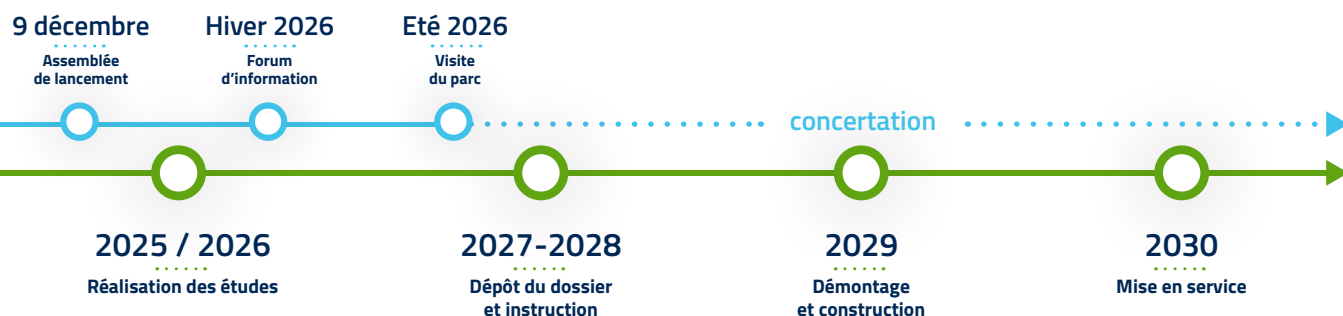 9 décembre
Assemblée
de lancement
Hiver 2026
Forum
d'information
Eté 2026
Visite
du parc
concertation
2025 / 2026
Réalisation des études
2027-2028
Dépôt du dossier
et instruction
2029
Démontage
et construction
2030
Mise en service